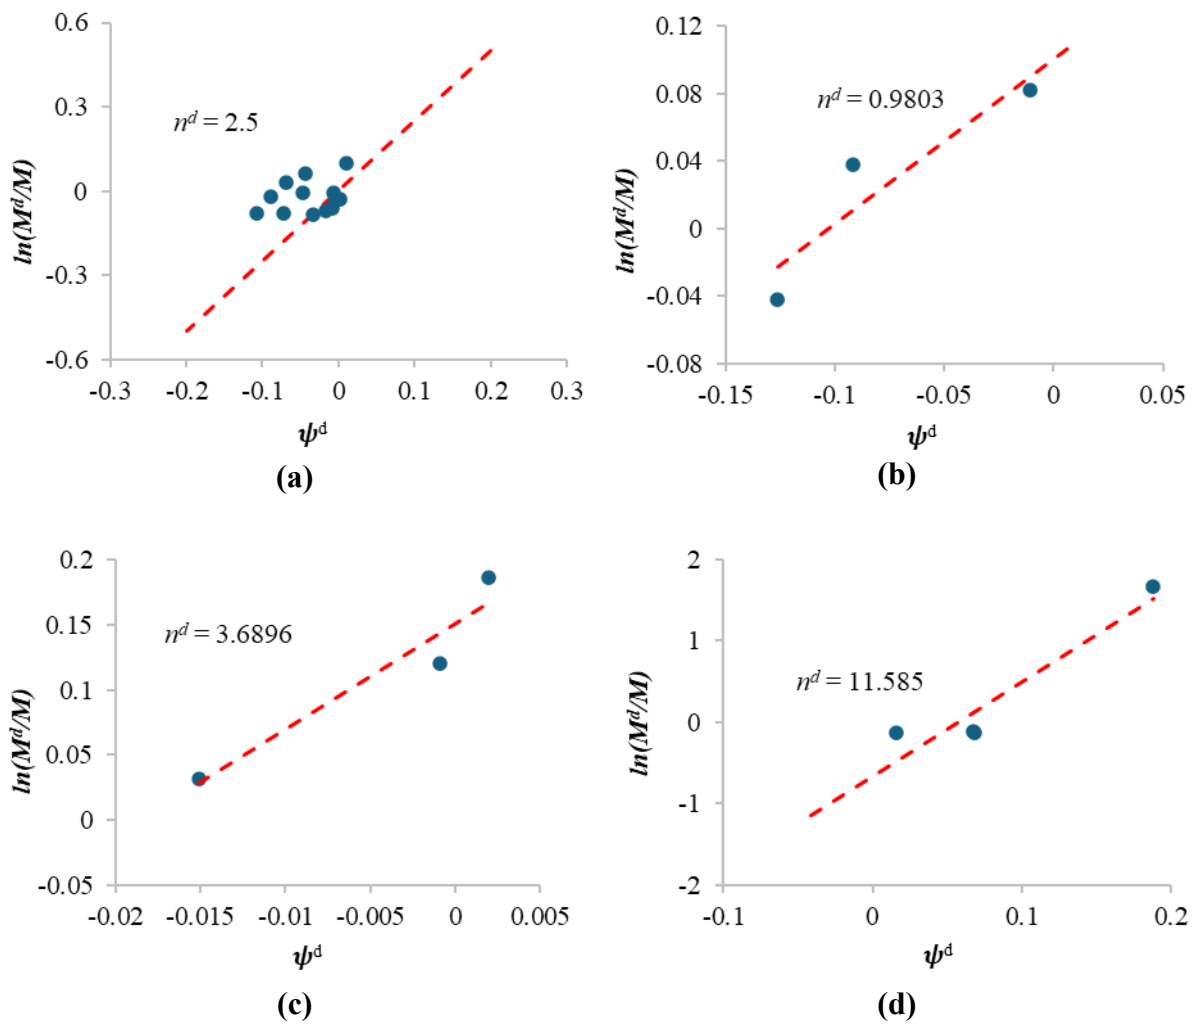 0.6
0.3
0
-0.3
-0.6
-0.3 -0.2 -0.1 0 0.1 0.2 0.3
n^d = 2.5
ln(M^d/M)
ψ^d
(a)
0.12
0.08
0.04
0
-0.04
-0.08
-0.15 -0.1 -0.05 0 0.05
n^d = 0.9803
ln(M^d/M)
ψ^d
(b)
0.2
0.15
0.1
0.05
0
-0.05
-0.02 -0.015 -0.01 -0.005 0 0.005
n^d = 3.6896
ln(M^d/M)
ψ^d
(c)
2
1
0
-1
-2
-0.1 0 0.1 0.2
n^d = 11.585
ln(M^d/M)
ψ^d
(d)